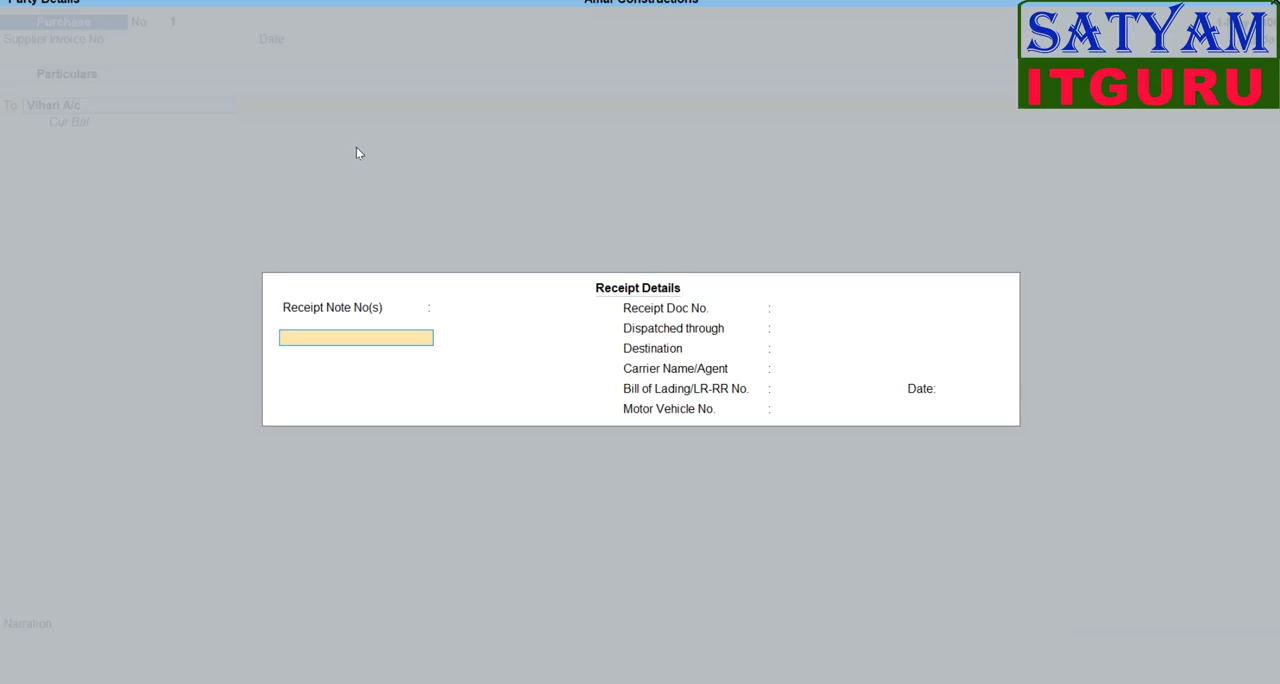 Party Details Amar Constructions
Purchase No 1
Supplier Invoice No Date
Particulars
To Vihari A/c
Cur Bal
SATYAM
ITGURU
Receipt Details
Receipt Note No(s) :
Receipt Doc No. :
Dispatched through :
Destination :
Carrier Name/Agent :
Bill of Lading/LR-RR No. : Date:
Motor Vehicle No. :
Narration